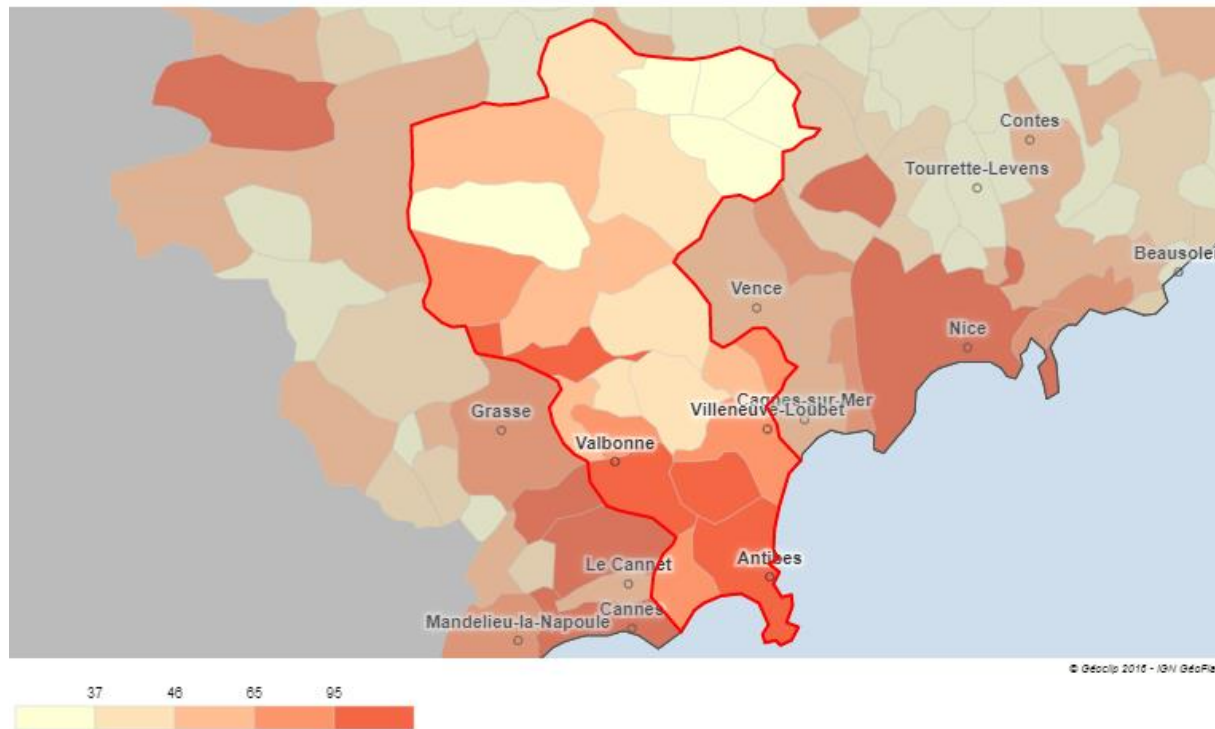 Contes
Tourrette-Levens
Beausolei
Vence
Nice
Cagnes-sur-Mer
Grasse
Villeneuve-Loubet
Valbonne
Antibes
Le Cannet
Cannes
Mandelieu-la-Napoule
© Géoclip 2016 - IGN GéoFla
37 46 65 95